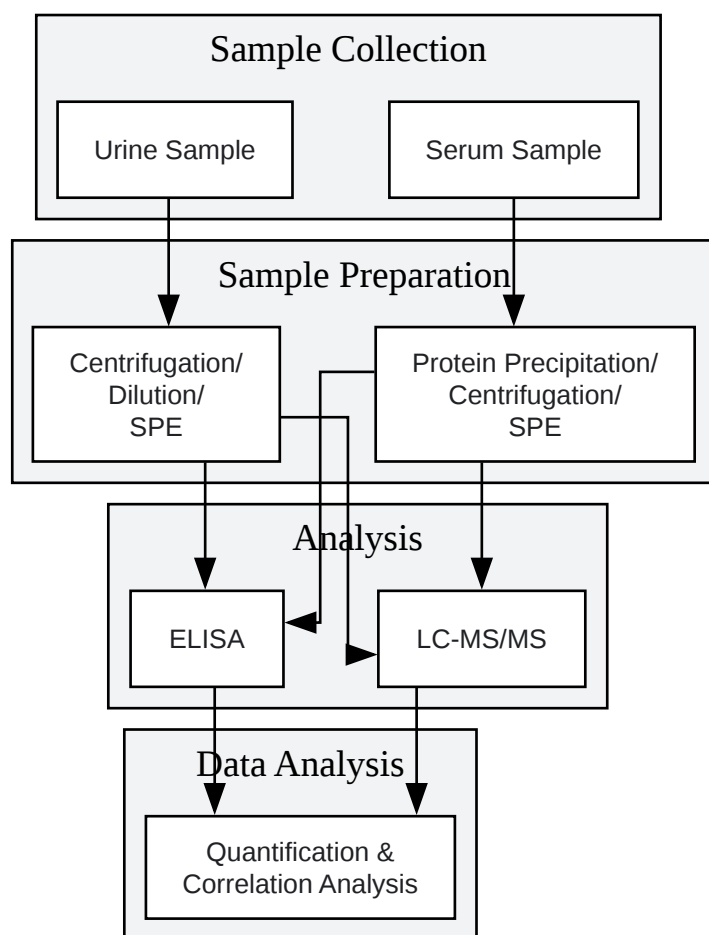 Sample Collection
Urine Sample
Serum Sample
Sample Preparation
Centrifugation/
Dilution/
SPE
Protein Precipitation/
Centrifugation/
SPE
Analysis
ELISA
LC-MS/MS
Data Analysis
Quantification &
Correlation Analysis